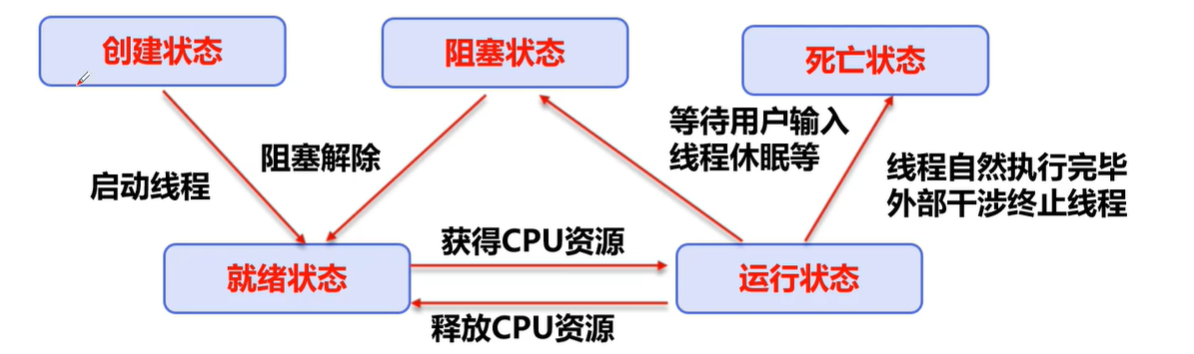 创建状态
阻塞状态
死亡状态
等待用户输入
线程休眠等
阻塞解除
启动线程
线程自然执行完毕
外部干涉终止线程
获得CPU资源
就绪状态
运行状态
释放CPU资源